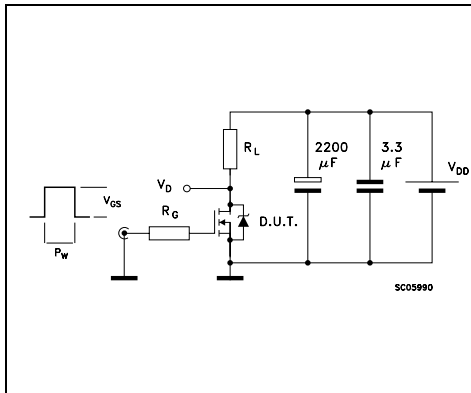 R_L
2200
μF
3.3
μF
V_DD
V_D
V_GS
R_G
D.U.T.
P_W
SC05990